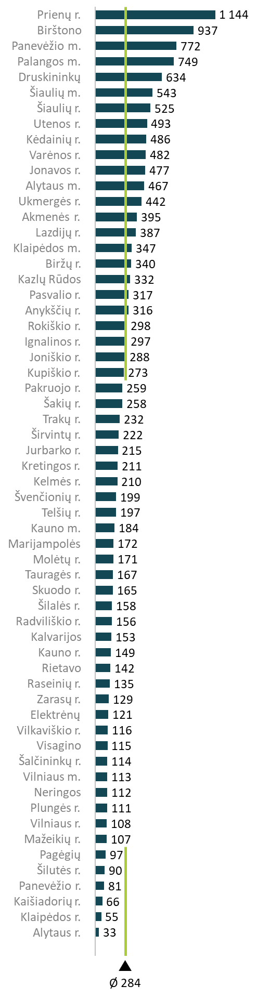 Prienų r. 1 144
Birštono 937
Panevėžio m. 772
Palangos m. 749
Druskininkų 634
Šiaulių m. 543
Šiaulių r. 525
Utenos r. 493
Kėdainių r. 486
Varėnos r. 482
Jonavos r. 477
Alytaus m. 467
Ukmergės r. 442
Akmenės r. 395
Lazdijų r. 387
Klaipėdos m. 347
Biržų r. 340
Kazlų Rūdos 332
Pasvalio r. 317
Anykščių r. 316
Rokiškio r. 298
Ignalinos r. 297
Joniškio r. 288
Kupiškio r. 273
Pakruojo r. 259
Šakių r. 258
Trakų r. 232
Širvintų r. 222
Jurbarko r. 215
Kretingos r. 211
Kelmės r. 210
Švenčionių r. 199
Telšių r. 197
Kauno m. 184
Marijampolės 172
Molėtų r. 171
Tauragės r. 167
Skuodo r. 165
Šilalės r. 158
Radviliškio r. 156
Kalvarijos 153
Kauno r. 149
Rietavo 142
Raseinių r. 135
Zarasų r. 129
Elektrėnų 121
Vilkaviškio r. 116
Visagino 115
Šalčininkų r. 114
Vilniaus m. 113
Neringos 112
Plungės r. 111
Vilniaus r. 108
Mažeikių r. 107
Pagėgių 97
Šilutės r. 90
Panevėžio r. 81
Kaišiadorių r. 66
Klaipėdos r. 55
Alytaus r. 33
Ø 284